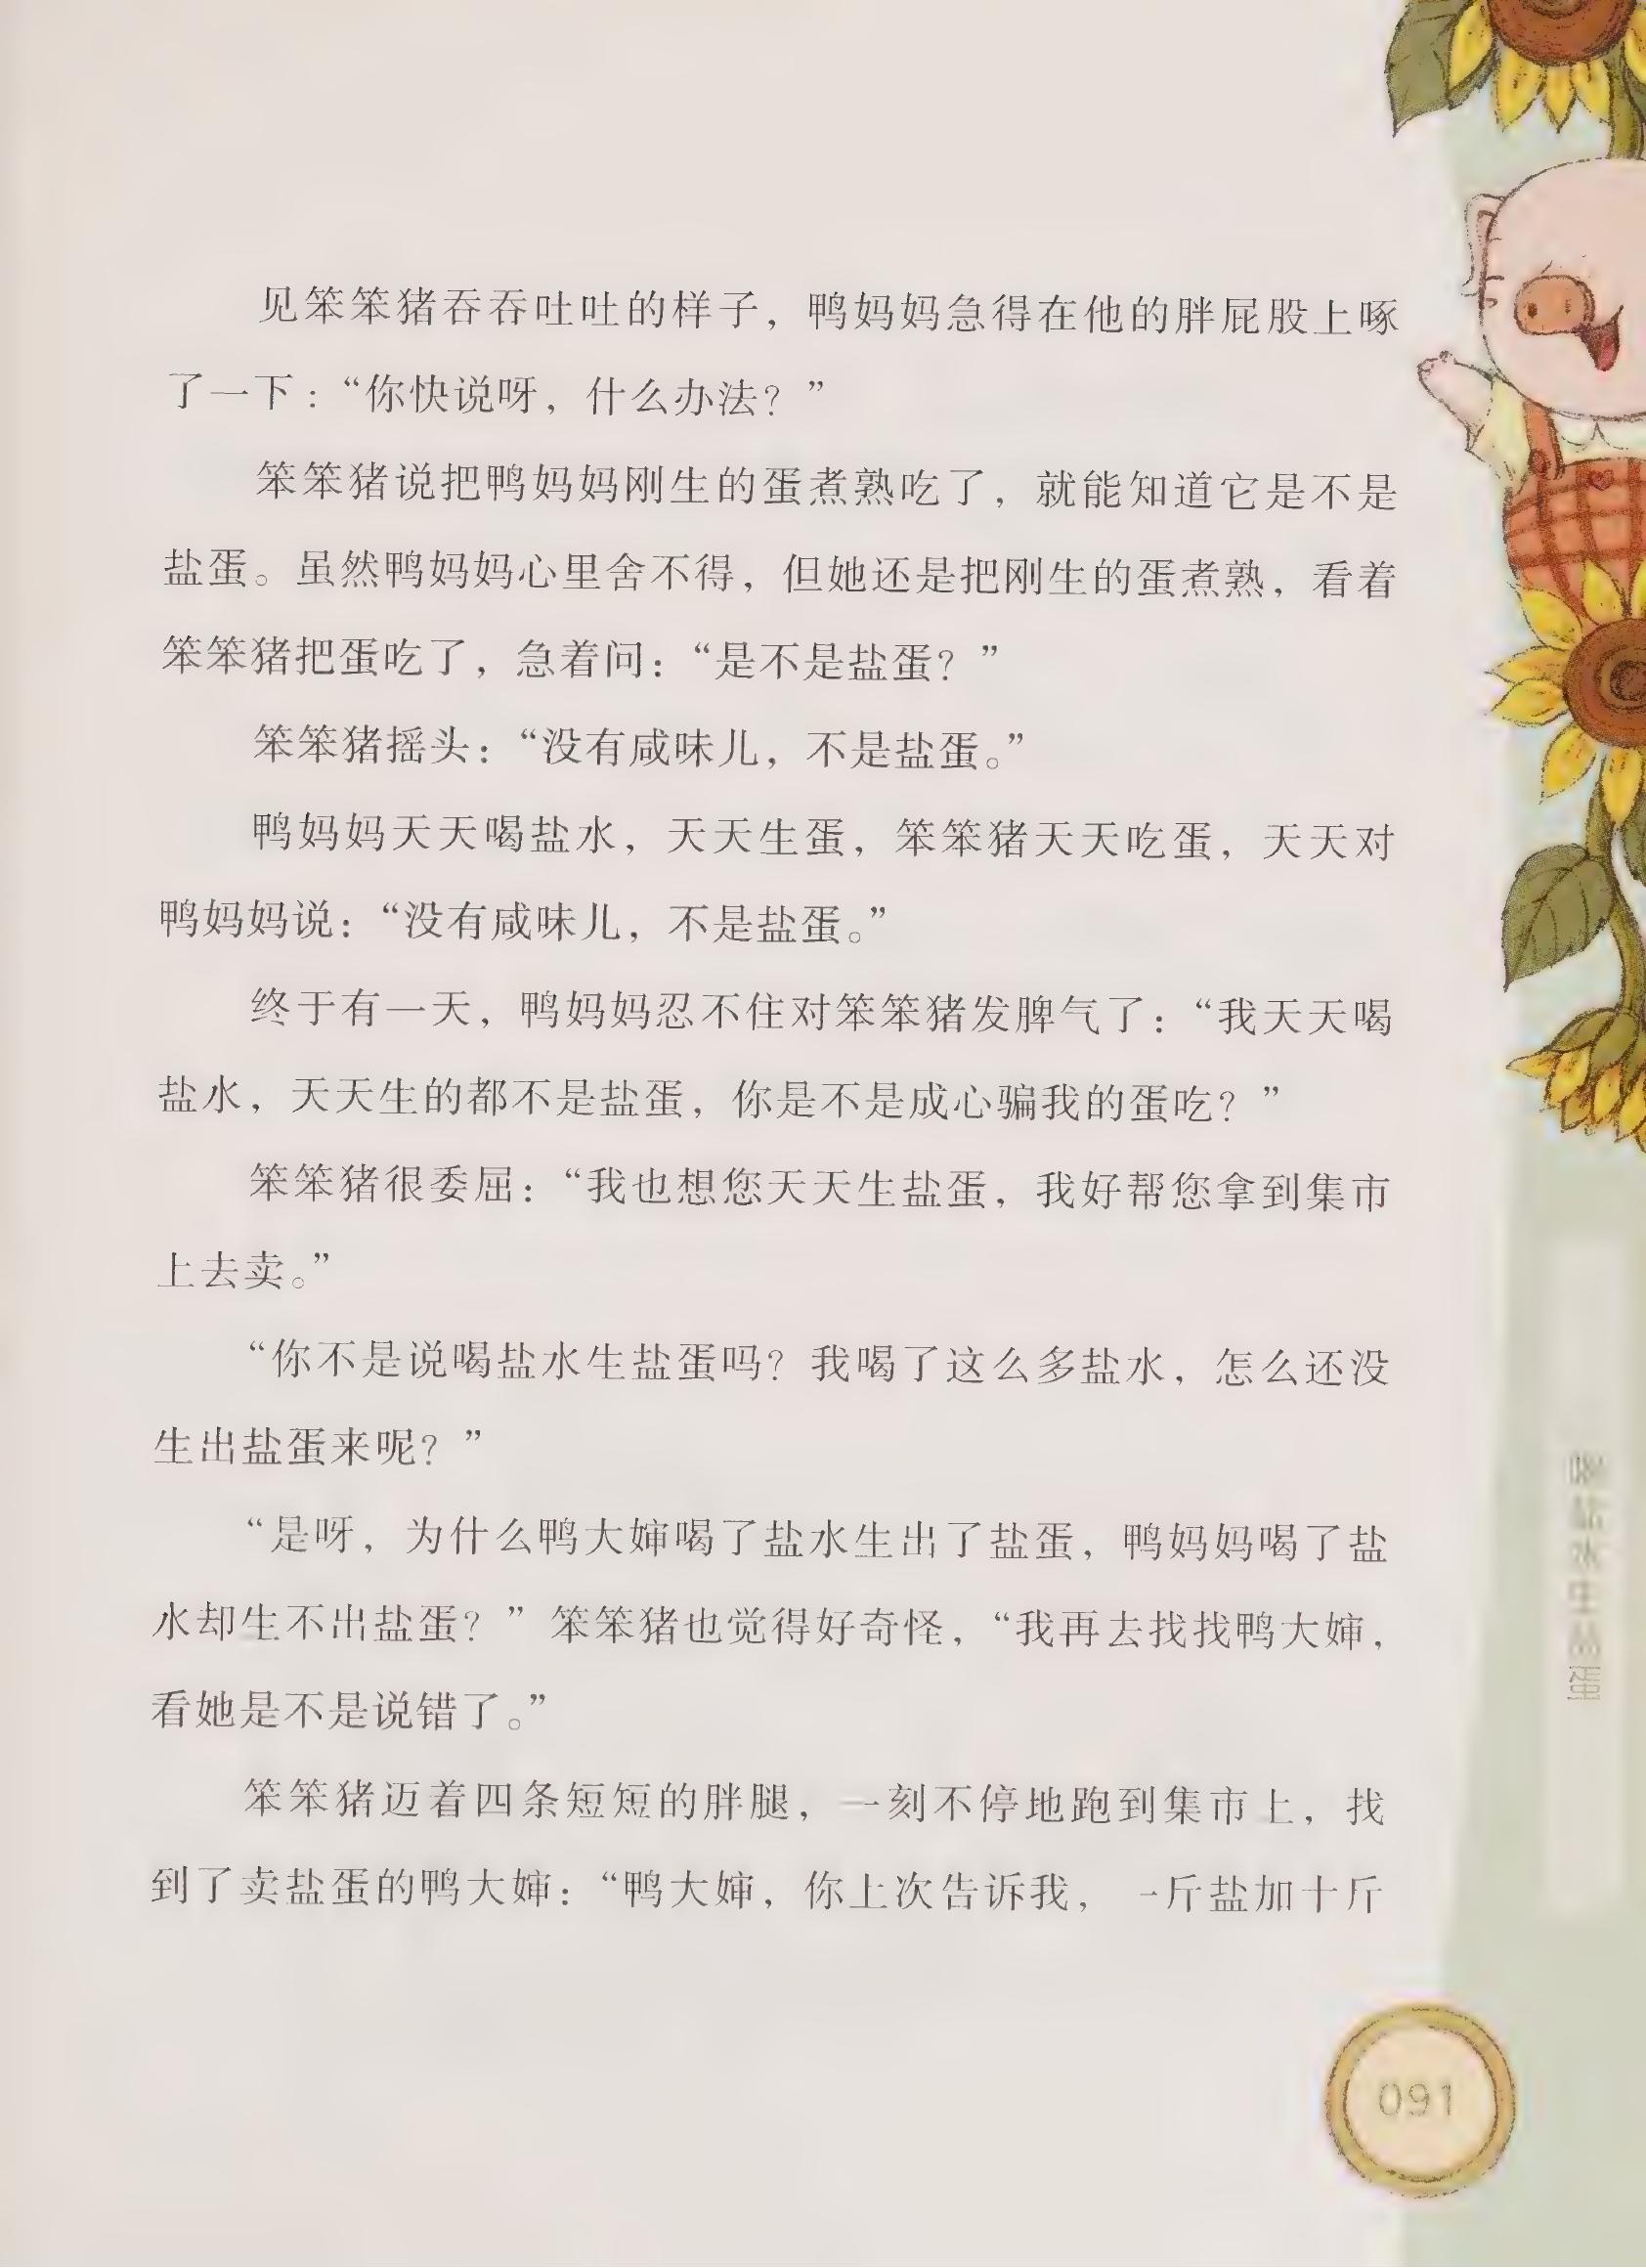 见笨笨猪吞吞吐吐的样子，鸭妈妈急得在他的胖屁股上啄
了一下：“你快说呀，什么办法？”
笨笨猪说把鸭妈妈刚生的蛋煮熟吃了，就能知道它是不是
盐蛋。虽然鸭妈妈心里舍不得，但她还是把刚生的蛋煮熟，看着
笨笨猪把蛋吃了，急着问：“是不是盐蛋？”
笨笨猪摇头：“没有咸味儿，不是盐蛋。”
鸭妈妈天天喝盐水，天天生蛋，笨笨猪天天吃蛋，天天对
鸭妈妈说：“没有咸味儿，不是盐蛋。”
终于有一天，鸭妈妈忍不住对笨笨猪发脾气了：“我天天喝
盐水，天天生的都不是盐蛋，你是不是成心骗我的蛋吃？”
笨笨猪很委屈：“我也想您天天生盐蛋，我好帮您拿到集市
上去卖。”
“你不是说喝盐水生盐蛋吗？我喝了这么多盐水，怎么还没
生出盐蛋来呢？”
“是呀，为什么鸭大婶喝了盐水生出了盐蛋，鸭妈妈喝了盐
水却生不出盐蛋？”笨笨猪也觉得好奇怪，“我再去找找鸭大婶，
看她是不是说错了。”
笨笨猪迈着四条短短的胖腿，一刻不停地跑到集市上，找
到了卖盐蛋的鸭大婶：“鸭大婶，你上次告诉我，一斤盐加十斤
喝盐水生盐蛋
091